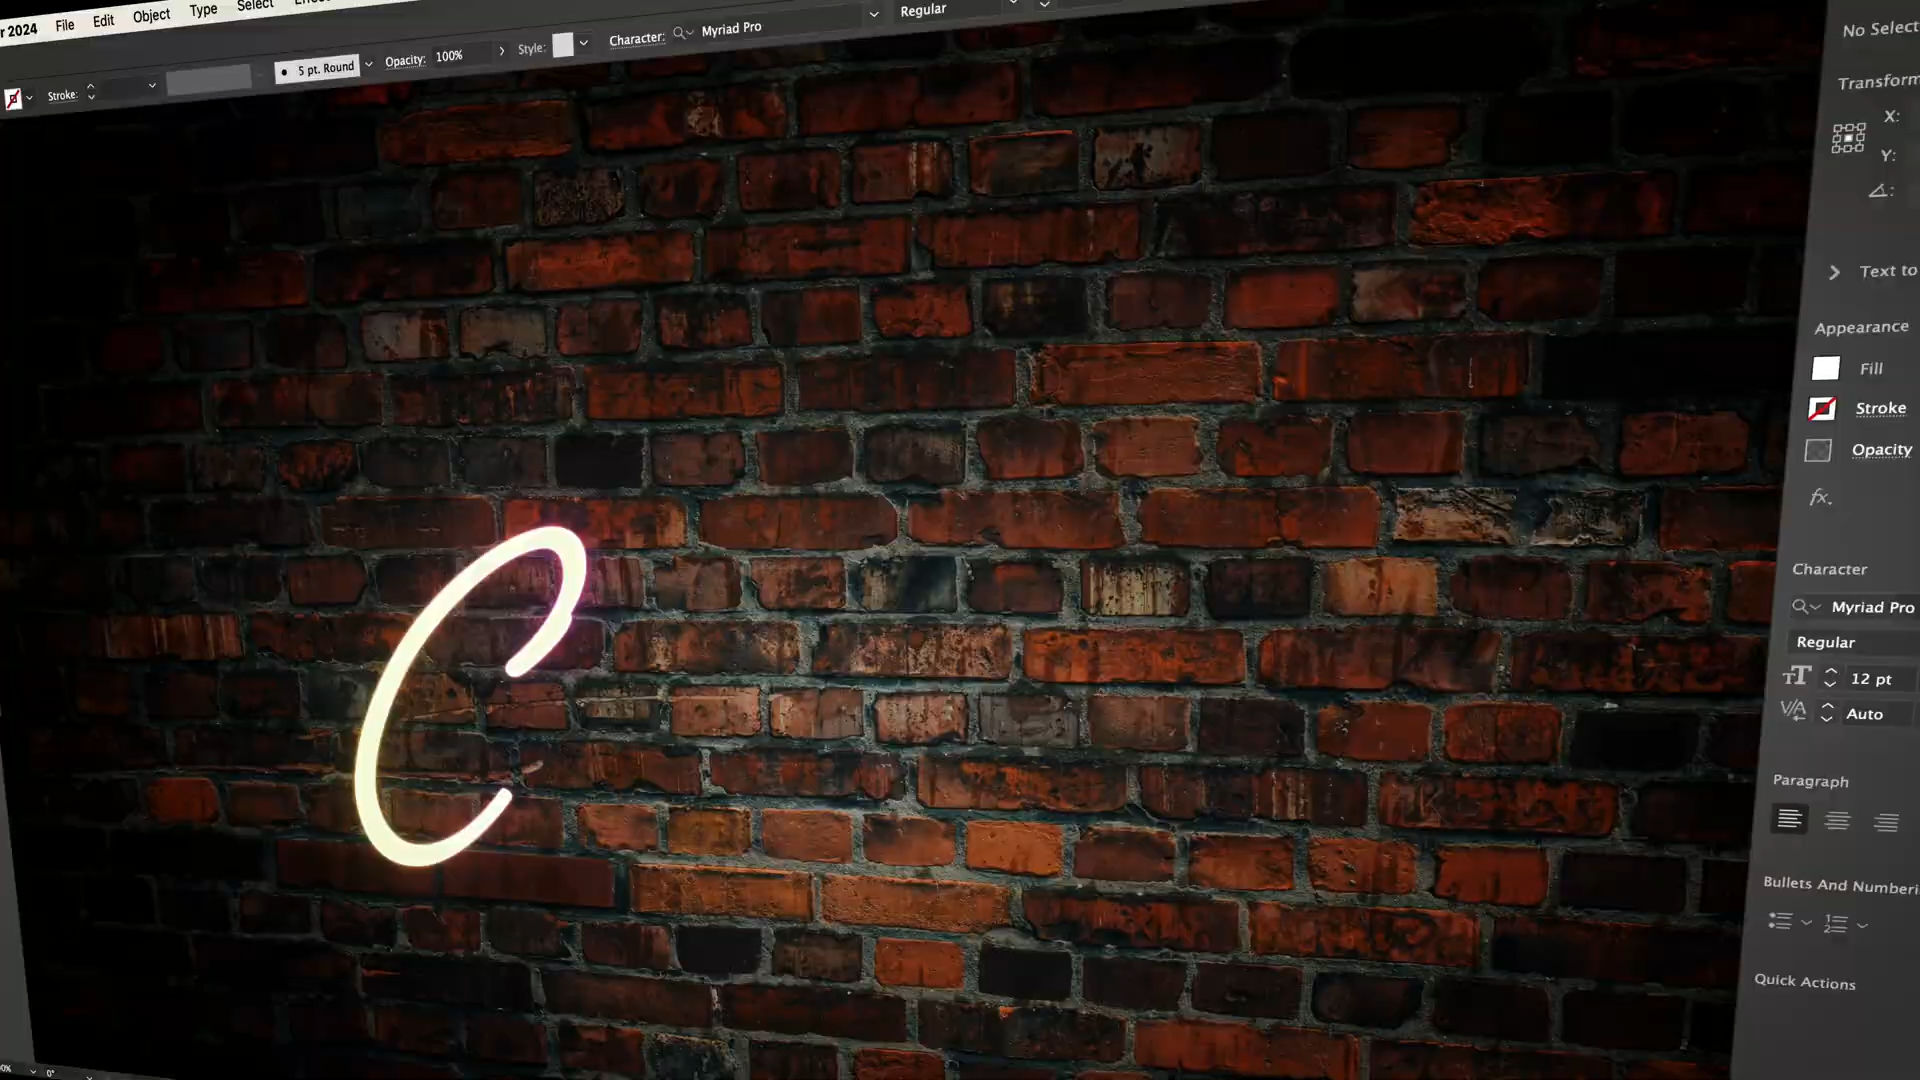 r 2024 File Edit Object Type Select
Stroke: 5 pt. Round Opacity: 100% Style: Character: Myriad Pro Regular
C
No Select
Transform
X:
Y:
Text to
Appearance
Fill
Stroke
Opacity
fx.
Character
Myriad Pro
Regular
12 pt
Auto
Paragraph
Bullets And Numberi
Quick Actions
0°